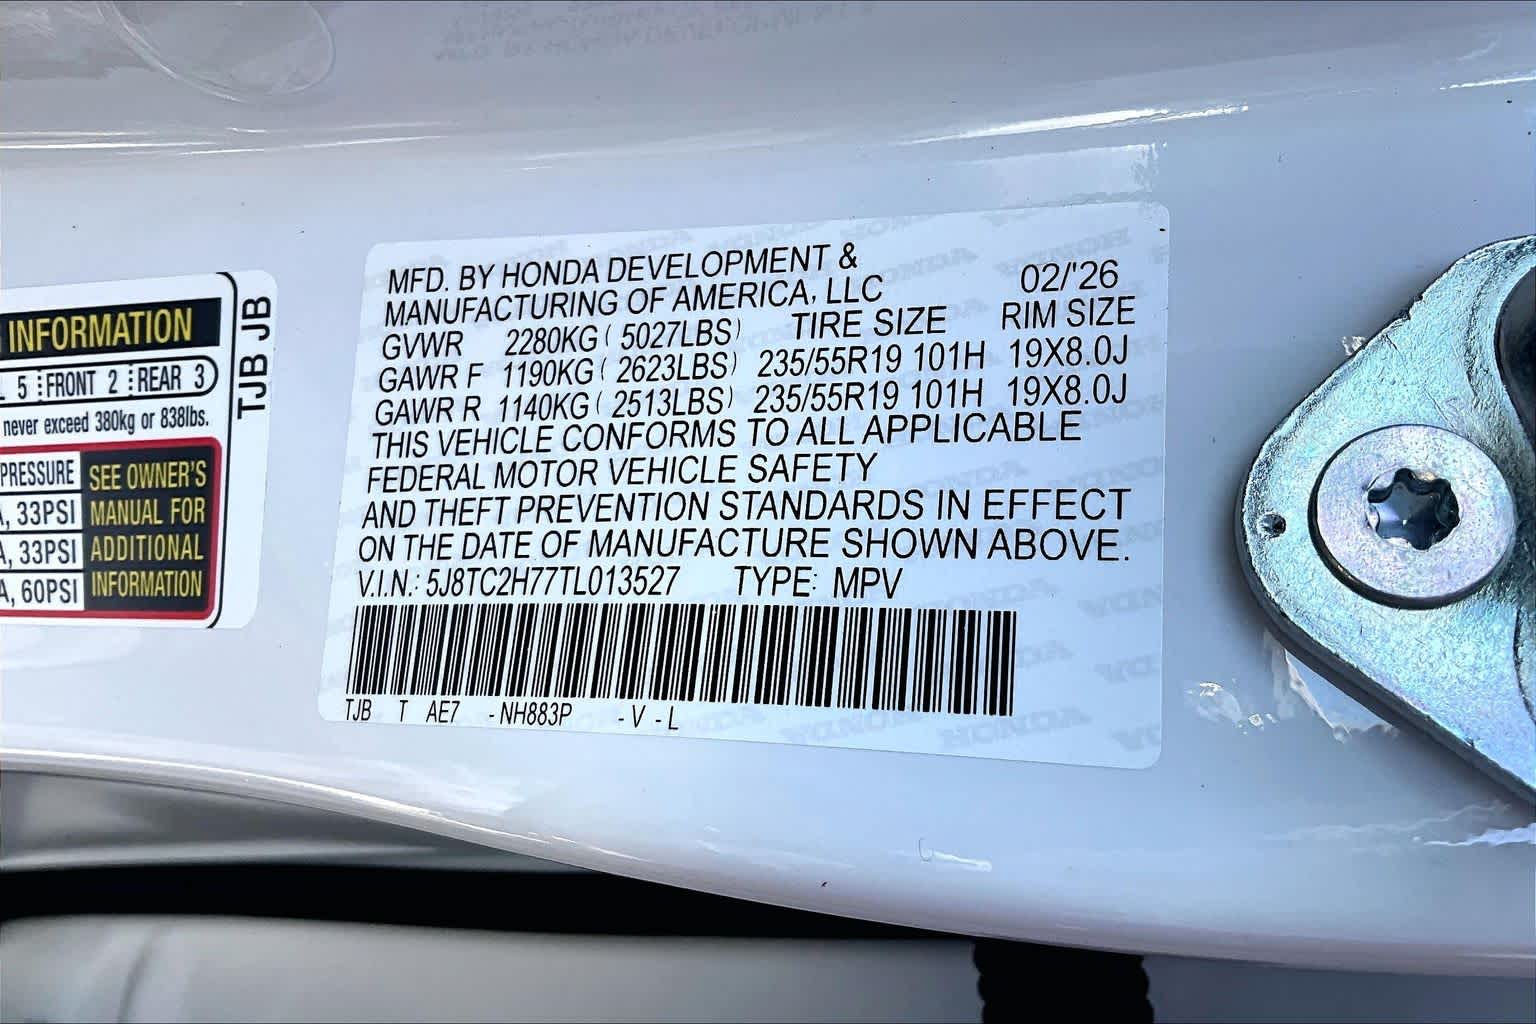 INFORMATION
L 5 FRONT 2 REAR 3
never exceed 380kg or 838lbs.
PRESSURE
A, 33PSI
A, 33PSI
A, 60PSI
SEE OWNER'S
MANUAL FOR
ADDITIONAL
INFORMATION
TJB JB
MFD. BY HONDA DEVELOPMENT &
MANUFACTURING OF AMERICA, LLC 02/'26
GVWR 2280KG ( 5027LBS) TIRE SIZE RIM SIZE
GAWR F 1190KG ( 2623LBS) 235/55R19 101H 19X8.0J
GAWR R 1140KG ( 2513LBS) 235/55R19 101H 19X8.0J
THIS VEHICLE CONFORMS TO ALL APPLICABLE
FEDERAL MOTOR VEHICLE SAFETY
AND THEFT PREVENTION STANDARDS IN EFFECT
ON THE DATE OF MANUFACTURE SHOWN ABOVE.
V.I.N.: 5J8TC2H77TL013527 TYPE: MPV
TJB T AE7 -NH883P -V-L